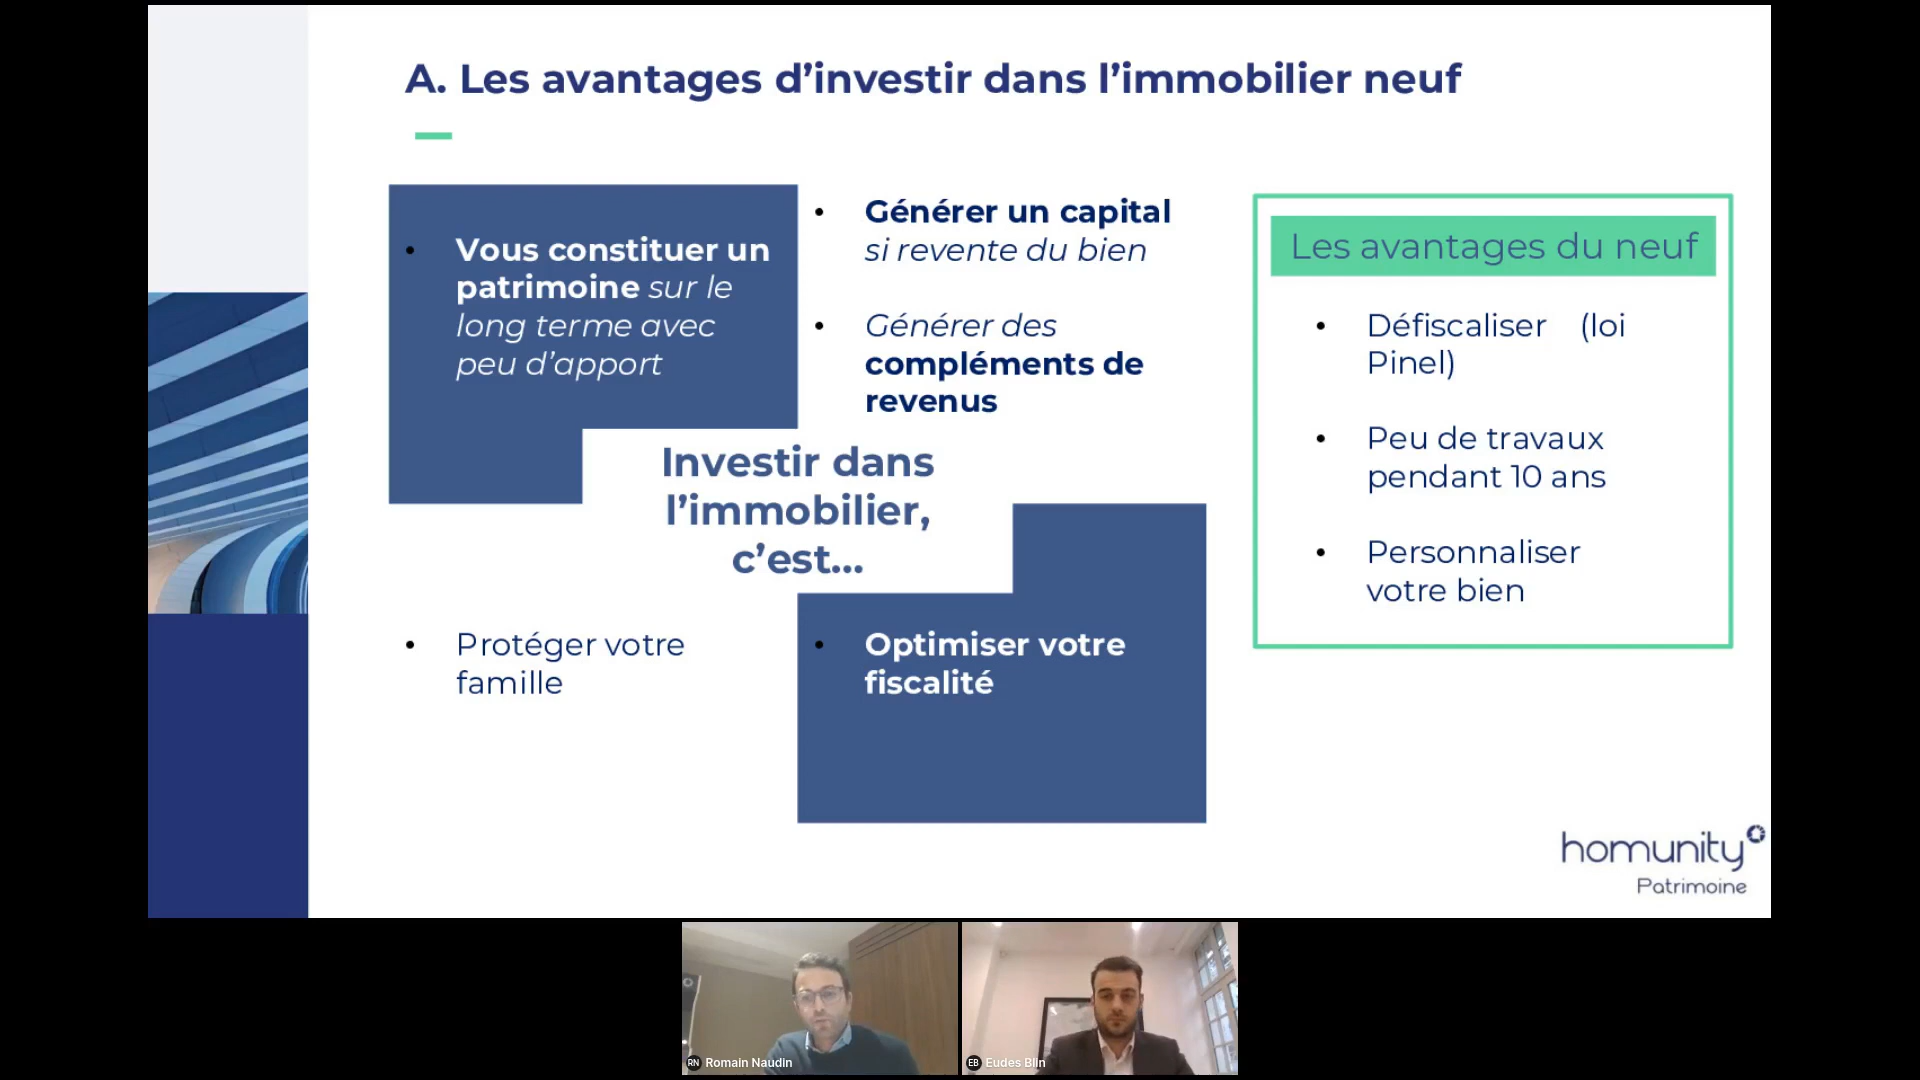 A. Les avantages d’investir dans l’immobilier neuf
• Vous constituer un
patrimoine sur le
long terme avec
peu d’apport
• Générer un capital
si revente du bien
• Générer des
compléments de
revenus
Investir dans
l’immobilier,
c’est...
• Protéger votre
famille
• Optimiser votre
fiscalité
Les avantages du neuf
• Défiscaliser (loi
Pinel)
• Peu de travaux
pendant 10 ans
• Personnaliser
votre bien
homunity
Patrimoine
RN Romain Naudin
EB Eudes Blin